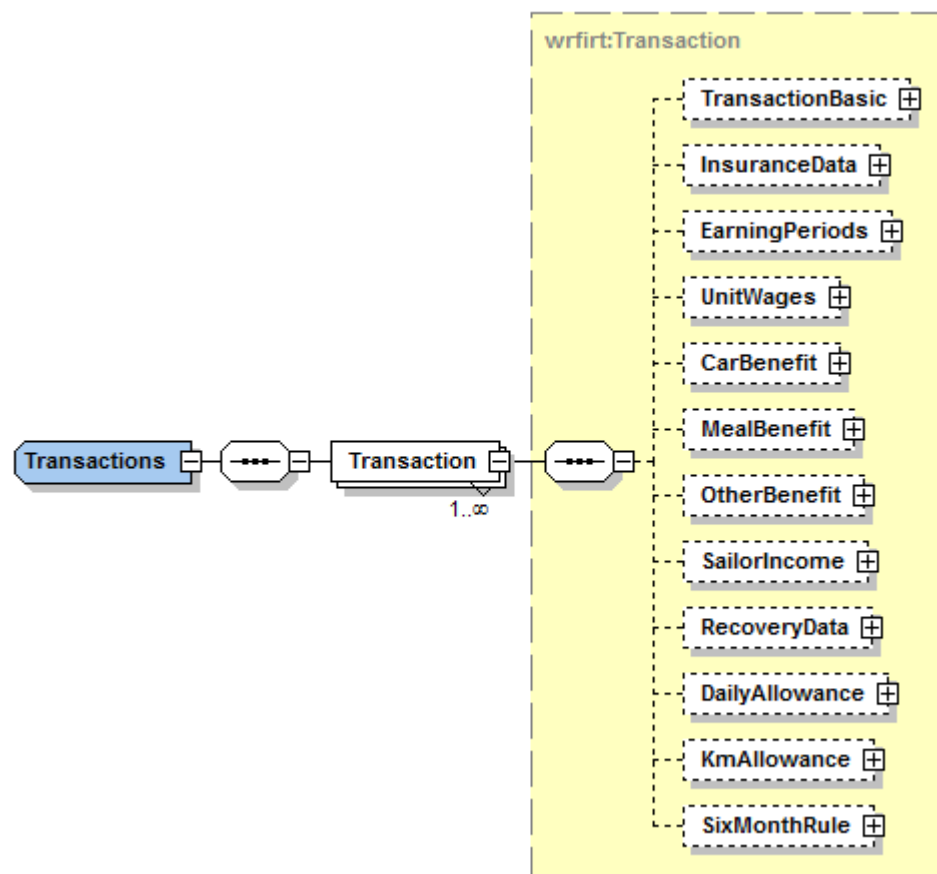 wrfirt:Transaction
TransactionBasic
InsuranceData
EarningPeriods
UnitWages
CarBenefit
MealBenefit
Transactions
Transaction
1..∞
OtherBenefit
SailorIncome
RecoveryData
DailyAllowance
KmAllowance
SixMonthRule